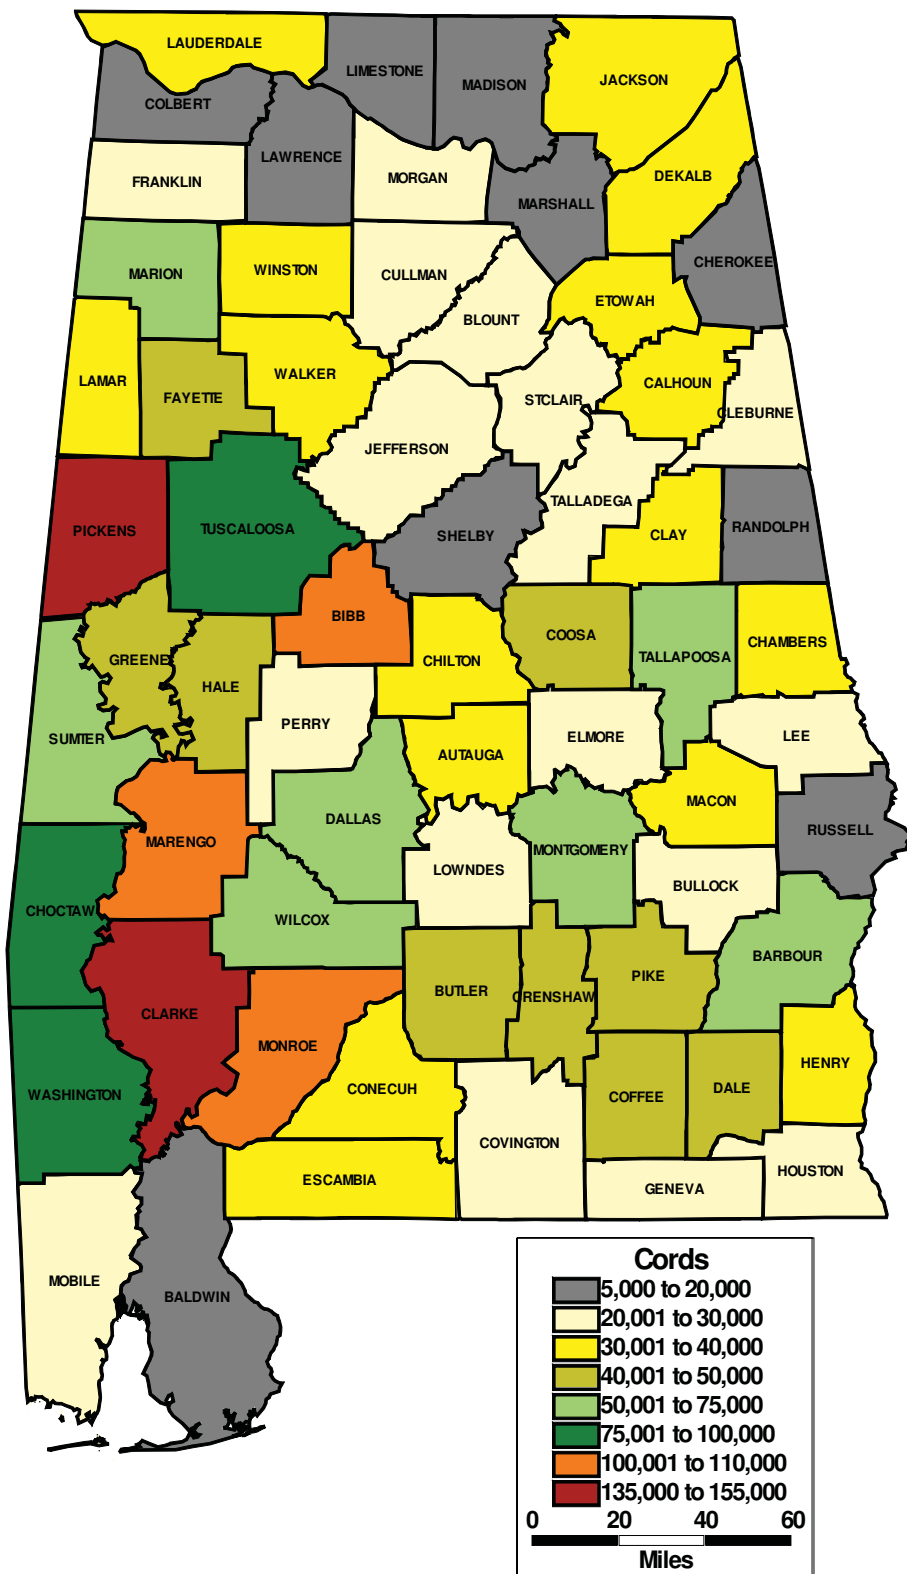 LAUDERDALE
LIMESTONE
MADISON
JACKSON
COLBERT
LAWRENCE
FRANKLIN
MORGAN
MARSHALL
DEKALB
CHEROKEE
MARION
WINSTON
CULLMAN
ETOWAH
BLOUNT
LAMAR
FAYETTE
WALKER
STCLAIR
CALHOUN
CLEBURNE
JEFFERSON
TALLADEGA
PICKENS
TUSCALOOSA
SHELBY
CLAY
RANDOLPH
BIBB
COOSA
TALLAPOOSA
CHAMBERS
GREENE
HALE
CHILTON
SUMTER
PERRY
AUTAUGA
ELMORE
LEE
MACON
RUSSELL
MARENGO
DALLAS
LOWNDES
MONTGOMERY
BULLOCK
CHOCTAW
WILCOX
BARBOUR
BUTLER
CRENSHAW
PIKE
CLARKE
MONROE
CONECUH
HENRY
WASHINGTON
COFFEE
DALE
COVINGTON
HOUSTON
ESCAMBIA
GENEVA
MOBILE
BALDWIN
Cords
5,000 to 20,000
20,001 to 30,000
30,001 to 40,000
40,001 to 50,000
50,001 to 75,000
75,001 to 100,000
100,001 to 110,000
135,000 to 155,000
0 20 40 60
Miles